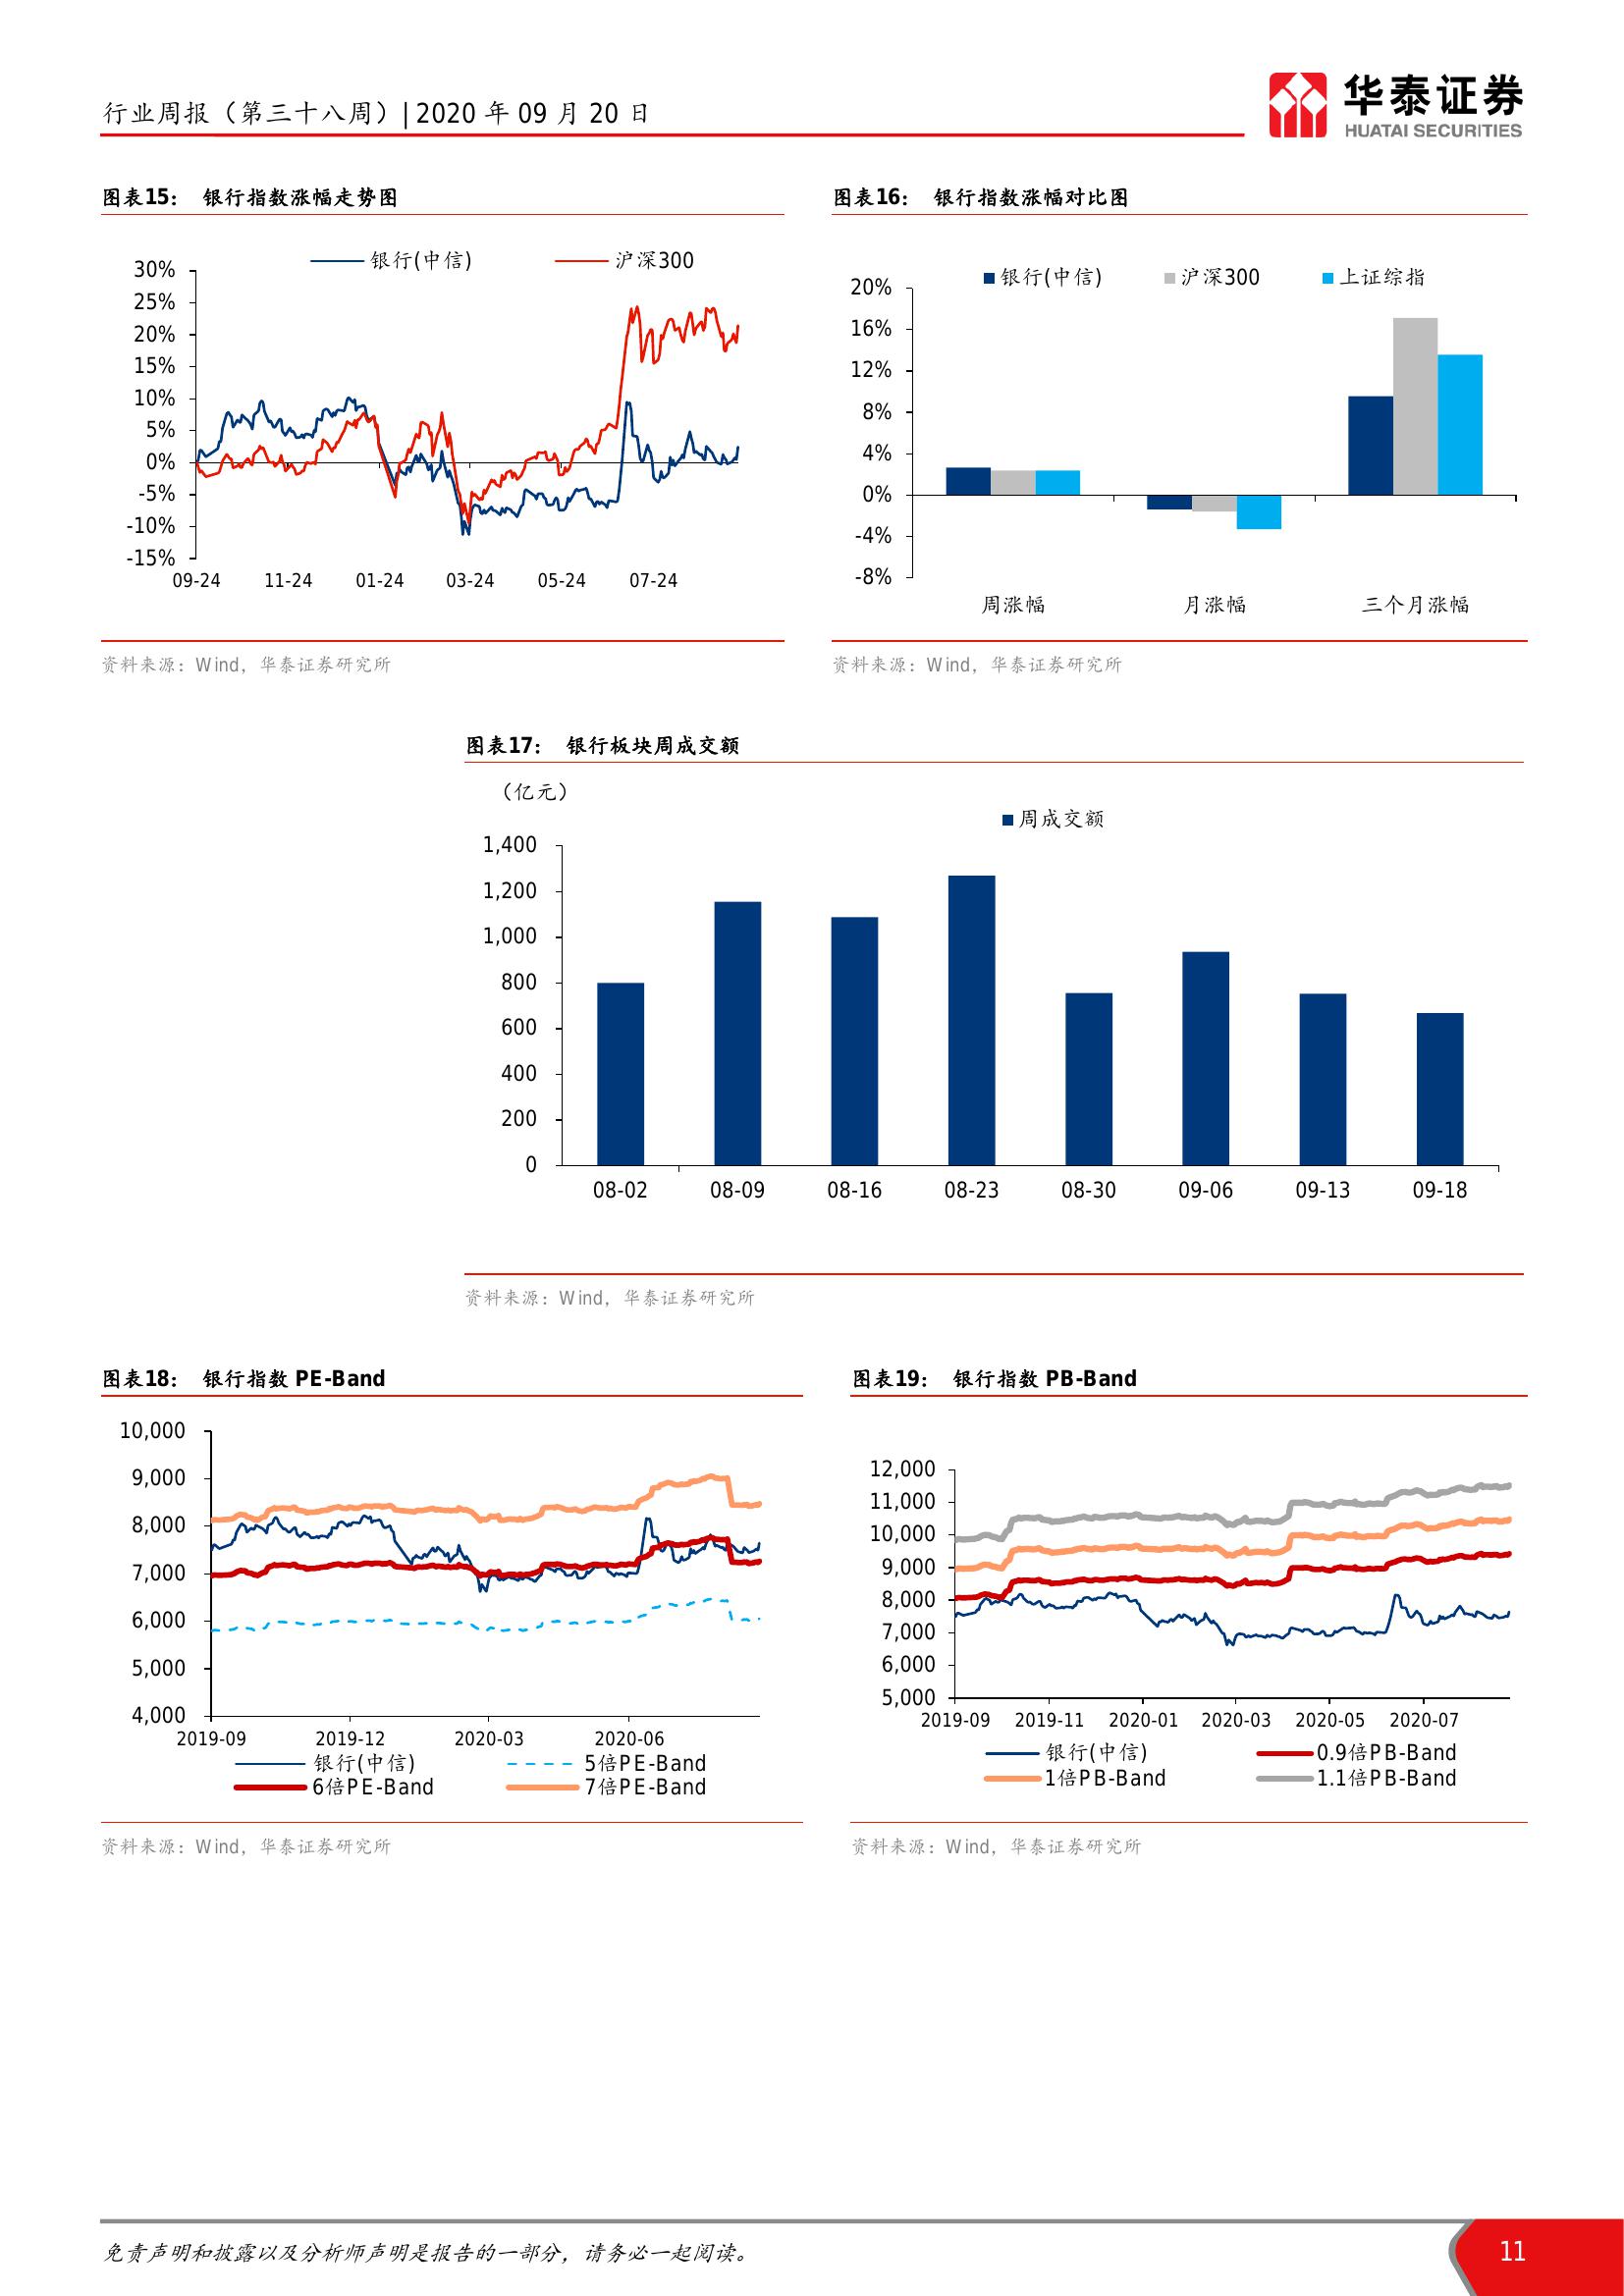 行业周报（第三十八周）| 2020 年 09 月 20 日
华泰证券
HUATAI SECURITIES
图表15： 银行指数涨幅走势图
银行(中信) 沪深300
30%
25%
20%
15%
10%
5%
0%
-5%
-10%
-15%
09-24 11-24 01-24 03-24 05-24 07-24
资料来源：Wind，华泰证券研究所
图表16： 银行指数涨幅对比图
银行(中信) 沪深300 上证综指
20%
16%
12%
8%
4%
0%
-4%
-8%
周涨幅 月涨幅 三个月涨幅
资料来源：Wind，华泰证券研究所
图表17： 银行板块周成交额
（亿元）
周成交额
1,400
1,200
1,000
800
600
400
200
0
08-02 08-09 08-16 08-23 08-30 09-06 09-13 09-18
资料来源：Wind，华泰证券研究所
图表18： 银行指数 PE-Band
10,000
9,000
8,000
7,000
6,000
5,000
4,000
2019-09 2019-12 2020-03 2020-06
银行(中信) 5倍PE-Band
6倍PE-Band 7倍PE-Band
资料来源：Wind，华泰证券研究所
图表19： 银行指数 PB-Band
12,000
11,000
10,000
9,000
8,000
7,000
6,000
5,000
2019-09 2019-11 2020-01 2020-03 2020-05 2020-07
银行(中信) 0.9倍PB-Band
1倍PB-Band 1.1倍PB-Band
资料来源：Wind，华泰证券研究所
免责声明和披露以及分析师声明是报告的一部分，请务必一起阅读。
11